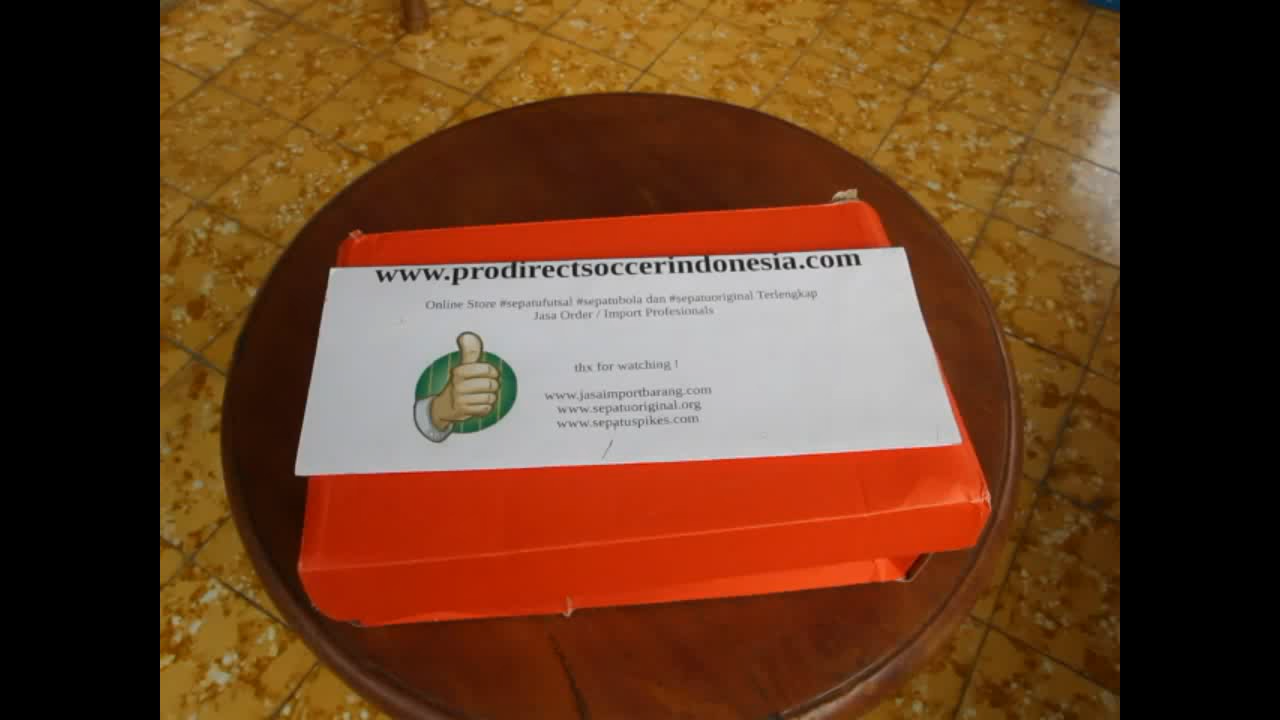 www.prodirectsoccerindonesia.com
Online Store #sepatufutsal #sepatubola dan #sepatuoriginal Terlengkap
Jasa Order / Import Profesionals
thx for watching !
www.jasaimportbarang.com
www.sepatuoriginal.org
www.sepatuspikes.com